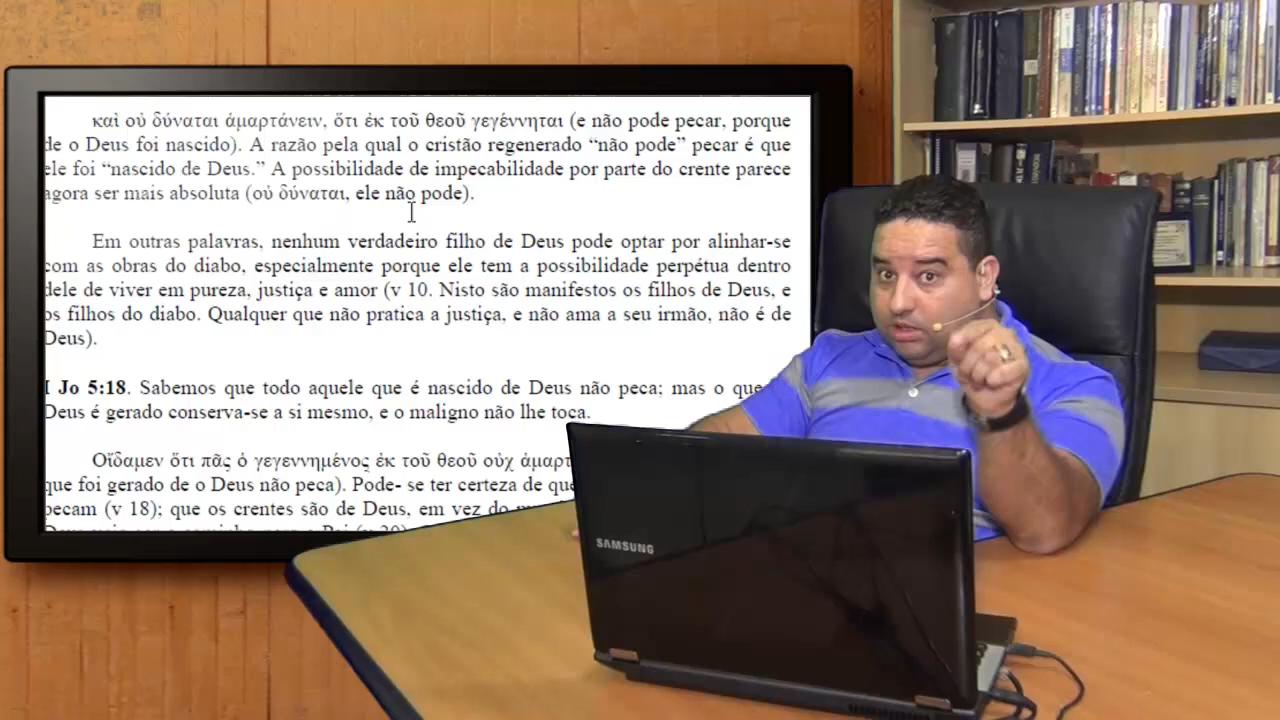 καὶ οὐ δύναται ἁμαρτάνειν, ὅτι ἐκ τοῦ θεοῦ γεγέννηται (e não pode pecar, porque
de o Deus foi nascido). A razão pela qual o cristão regenerado “não pode” pecar é que
ele foi “nascido de Deus.” A possibilidade de impecabilidade por parte do crente parece
agora ser mais absoluta (οὐ δύναται, ele não pode).
Em outras palavras, nenhum verdadeiro filho de Deus pode optar por alinhar-se
com as obras do diabo, especialmente porque ele tem a possibilidade perpétua dentro
dele de viver em pureza, justiça e amor (v 10. Nisto são manifestos os filhos de Deus, e
os filhos do diabo. Qualquer que não pratica a justiça, e não ama a seu irmão, não é de
Deus).
I Jo 5:18. Sabemos que todo aquele que é nascido de Deus não peca; mas o que
Deus é gerado conserva-se a si mesmo, e o maligno não lhe toca.
Οἴδαμεν ὅτι πᾶς ὁ γεγεννημένος ἐκ τοῦ θεοῦ οὐχ ἁμαρτ
que foi gerado de o Deus não peca). Pode- se ter certeza de que
pecam (v 18); que os crentes são de Deus, em vez do
SAMSUNG